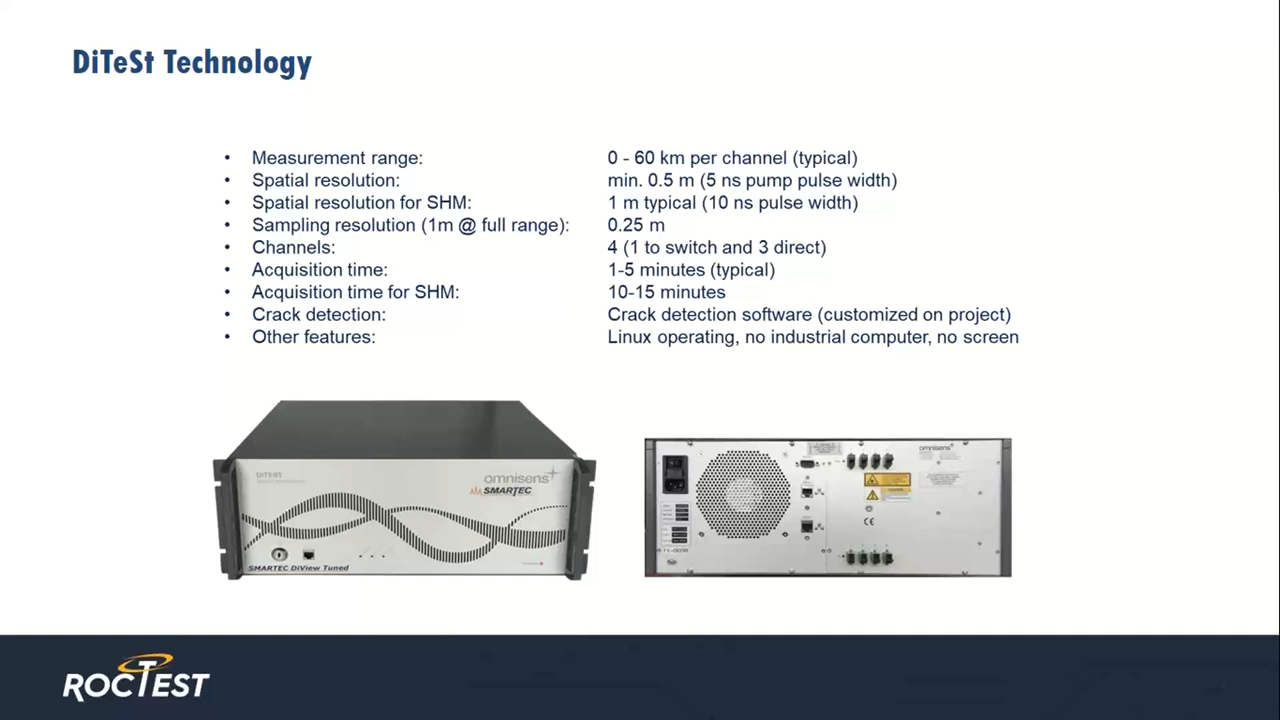 DiTeSt Technology
• Measurement range: 0 - 60 km per channel (typical)
• Spatial resolution: min. 0.5 m (5 ns pump pulse width)
• Spatial resolution for SHM: 1 m typical (10 ns pulse width)
• Sampling resolution (1m @ full range): 0.25 m
• Channels: 4 (1 to switch and 3 direct)
• Acquisition time: 1-5 minutes (typical)
• Acquisition time for SHM: 10-15 minutes
• Crack detection: Crack detection software (customized on project)
• Other features: Linux operating, no industrial computer, no screen
DiTEST
omnisens
SMARTEC
SMARTEC DiView Tuned
omnisens
CE
ROCTEST